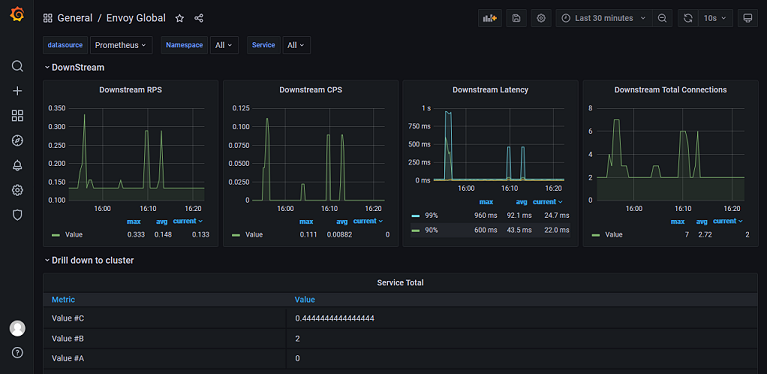 General / Envoy Global
Last 30 minutes
10s
datasource Prometheus Namespace All Service All
DownStream
Downstream RPS
0.350
0.300
0.250
0.200
0.150
0.100
16:00 16:10 16:20
max avg current
Value 0.333 0.148 0.133
Downstream CPS
0.125
0.100
0.0750
0.0500
0.0250
0
16:00 16:10 16:20
max avg current
Value 0.111 0.00882 0
Downstream Latency
1 s
750 ms
500 ms
250 ms
0 ms
16:00 16:10 16:20
max avg current
99% 960 ms 92.1 ms 24.7 ms
90% 600 ms 43.5 ms 22.0 ms
Downstream Total Connections
8
6
4
2
0
16:00 16:10 16:20
max avg current
Value 7 2.72 2
Drill down to cluster
Service Total
Metric Value
Value #C 0.4444444444444444
Value #B 2
Value #A 0